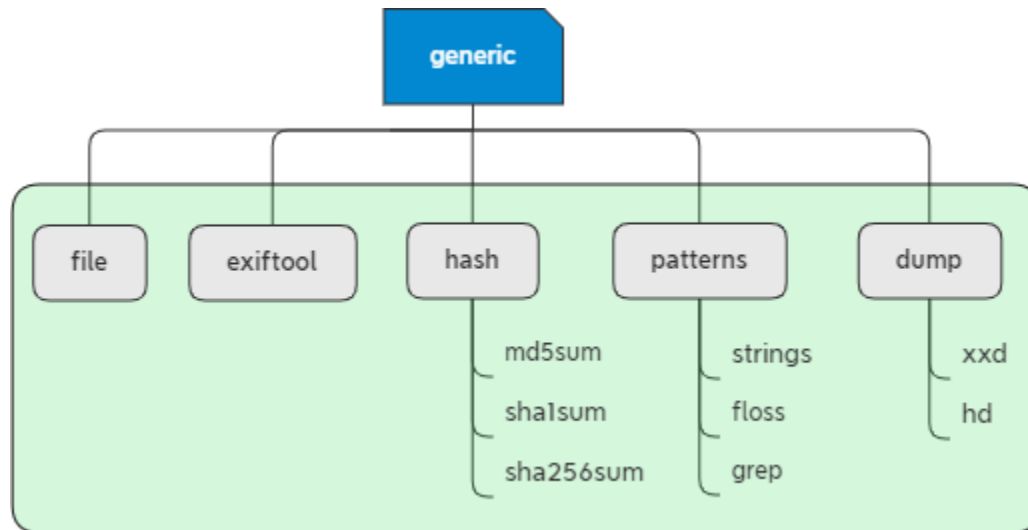 generic
file
exiftool
hash
patterns
dump
md5sum
sha1sum
sha256sum
strings
floss
grep
xxd
hd